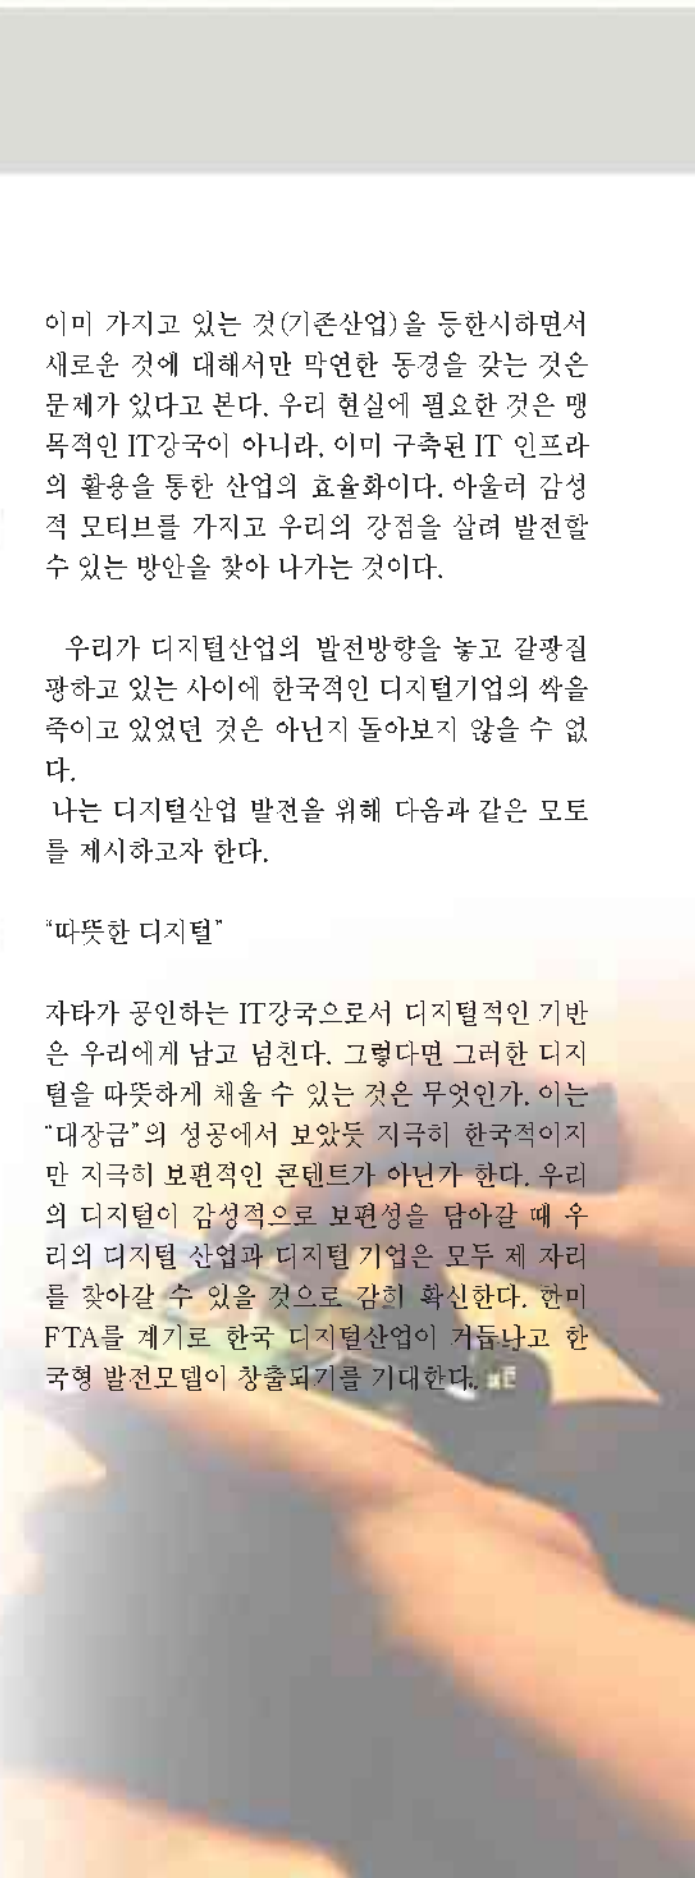 이미 가지고 있는 것(기존산업)을 등한시하면서
새로운 것에 대해서만 막연한 동경을 갖는 것은
문제가 있다고 본다. 우리 현실에 필요한 것은 맹
목적인 IT강국이 아니라, 이미 구축된 IT 인프라
의 활용을 통한 산업의 효율화이다. 아울러 감성
적 모티브를 가지고 우리의 강점을 살려 발전할
수 있는 방안을 찾아 나가는 것이다.
우리가 디지털산업의 발전방향을 놓고 갈팡질
팡하고 있는 사이에 한국적인 디지털기업의 싹을
죽이고 있었던 것은 아닌지 돌아보지 않을 수 없
다.
나는 디지털산업 발전을 위해 다음과 같은 모토
를 제시하고자 한다.
“따뜻한 디지털”
자타가 공인하는 IT강국으로서 디지털적인 기반
은 우리에게 남고 넘친다. 그렇다면 그러한 디지
털을 따뜻하게 채울 수 있는 것은 무엇인가. 이는
“대장금”의 성공에서 보았듯 지극히 한국적이지
만 지극히 보편적인 콘텐트가 아닌가 한다. 우리
의 디지털이 감성적으로 보편성을 담아갈 때 우
리의 디지털 산업과 디지털 기업은 모두 제 자리
를 찾아갈 수 있을 것으로 감히 확신한다. 한미
FTA를 계기로 한국 디지털산업이 거듭나고 한
국형 발전모델이 창출되기를 기대한다.